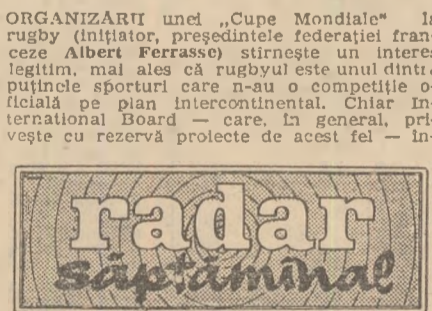 ORGANIZĂRII unei „Cupe Mondiale" la
rugby (inițiator, președintele federației fran-
ceze Albert Ferrasse) stîrnește un interes
legitim, mai ales că rugbyul este unul dintre
puținele sporturi care n-au o competiție o-
ficială pe plan intercontinental. Chiar In-
ternational Board — care, în general, pri-
vește cu rezervă proiecte de acest fel — în-
radar
săptămînal